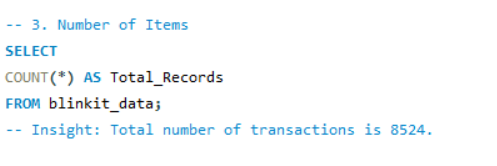 -- 3. Number of Items
SELECT
COUNT(*) AS Total_Records
FROM blinkit_data;
-- Insight: Total number of transactions is 8524.